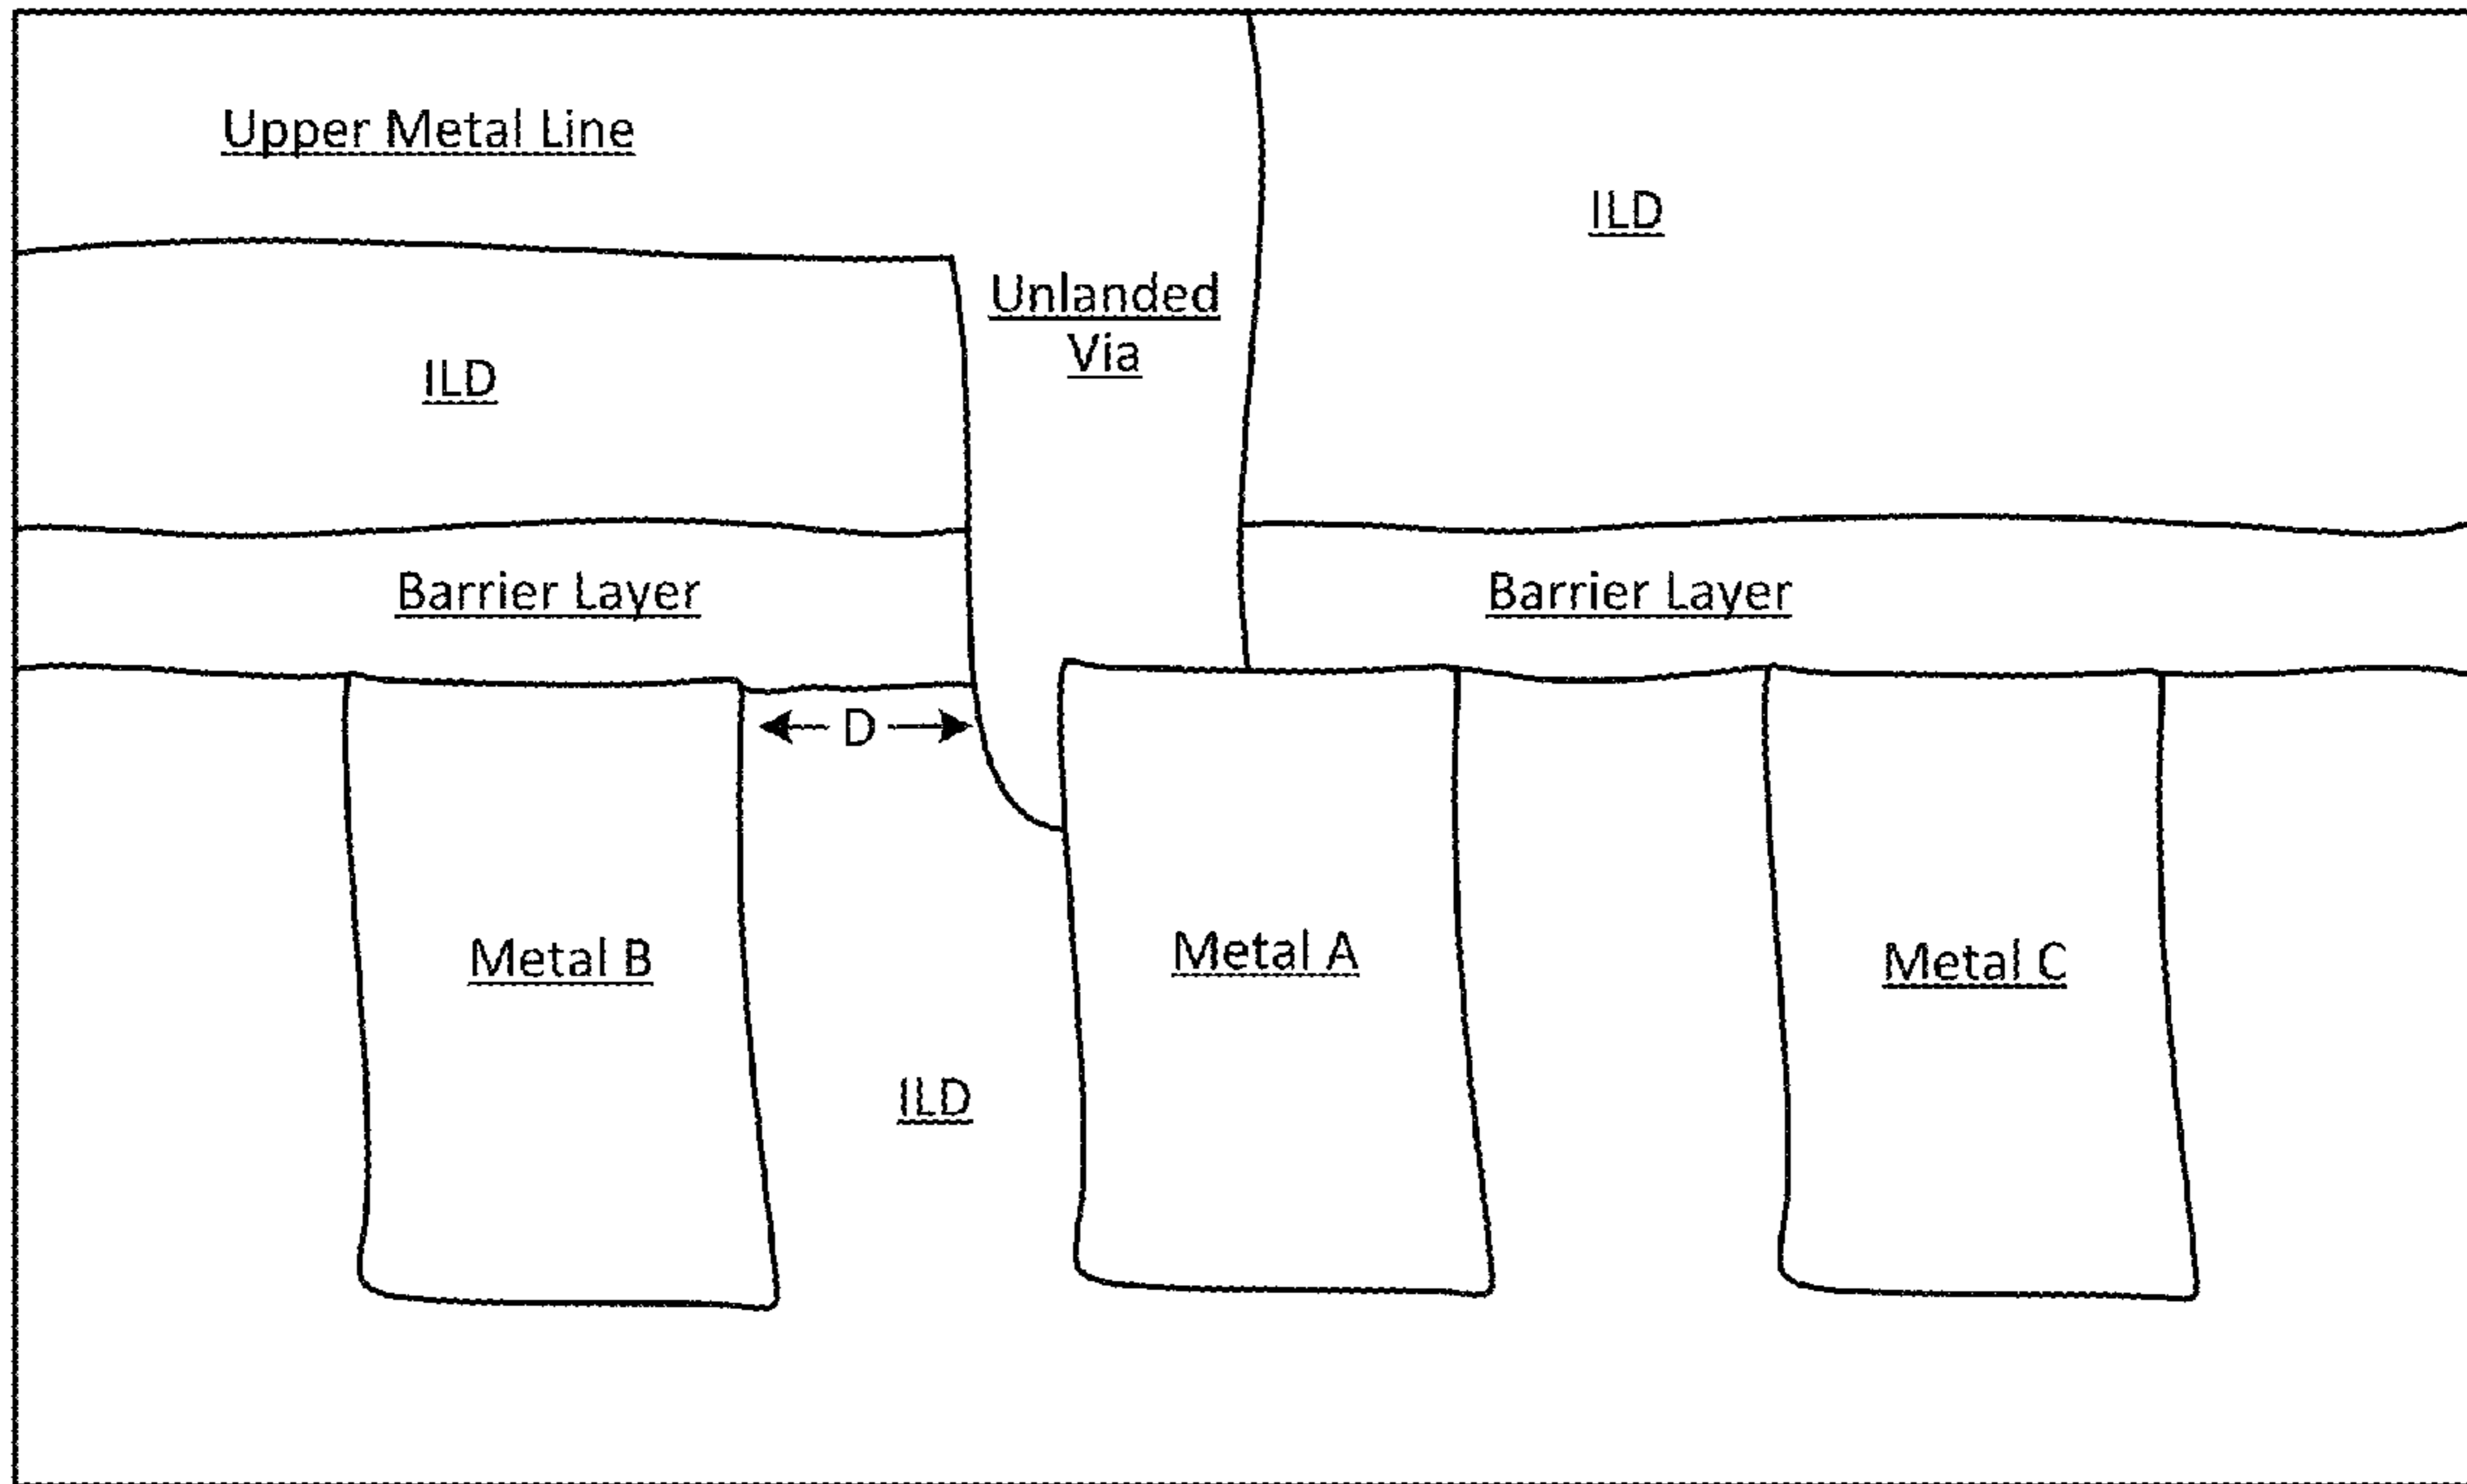 Upper Metal Line
ILD
Unlanded
Via
ILD
Barrier Layer
Barrier Layer
D
Metal B
Metal A
Metal C
ILD